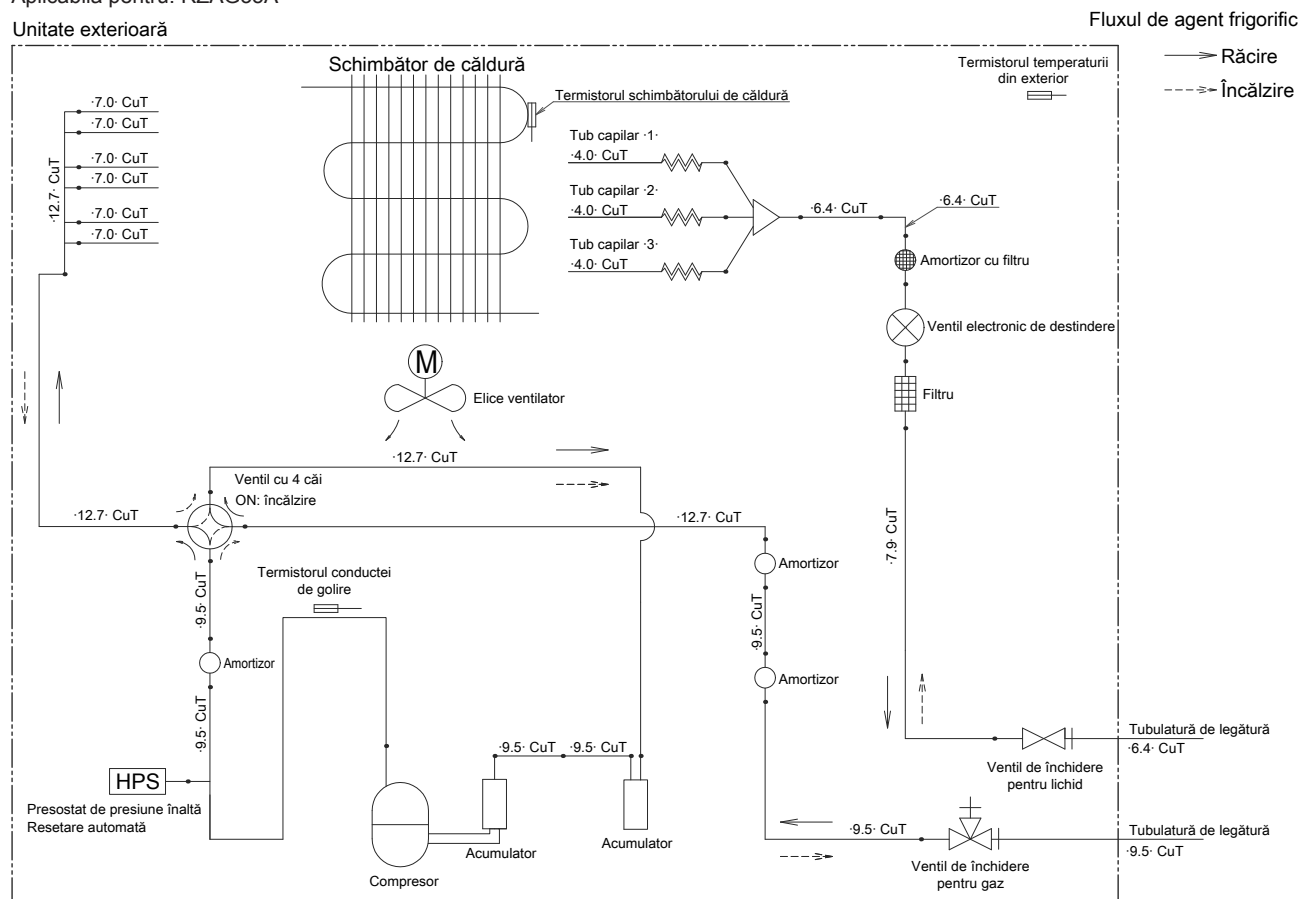 Unitate exterioară
Fluxul de agent frigorific
Răcire
Încălzire
Schimbător de căldură
Termistorul schimbătorului de căldură
Termistorul temperaturii
din exterior
·7.0· CuT
·7.0· CuT
·7.0· CuT
·7.0· CuT
·7.0· CuT
·7.0· CuT
·12.7· CuT
Tub capilar ·1·
·4.0· CuT
Tub capilar ·2·
·4.0· CuT
Tub capilar ·3·
·4.0· CuT
·6.4· CuT
·6.4· CuT
Amortizor cu filtru
Ventil electronic de destindere
Filtru
M
Elice ventilator
·12.7· CuT
Ventil cu 4 căi
ON: încălzire
·12.7· CuT
·12.7· CuT
·7.9· CuT
Termistorul conductei
de golire
·9.5· CuT
Amortizor
·9.5· CuT
Amortizor
·9.5· CuT
Amortizor
HPS
Presostat de presiune înaltă
Resetare automată
·9.5· CuT
·9.5· CuT
Compresor
Acumulator
Acumulator
Tubulatură de legătură
·6.4· CuT
Ventil de închidere
pentru lichid
·9.5· CuT
Tubulatură de legătură
·9.5· CuT
Ventil de închidere
pentru gaz